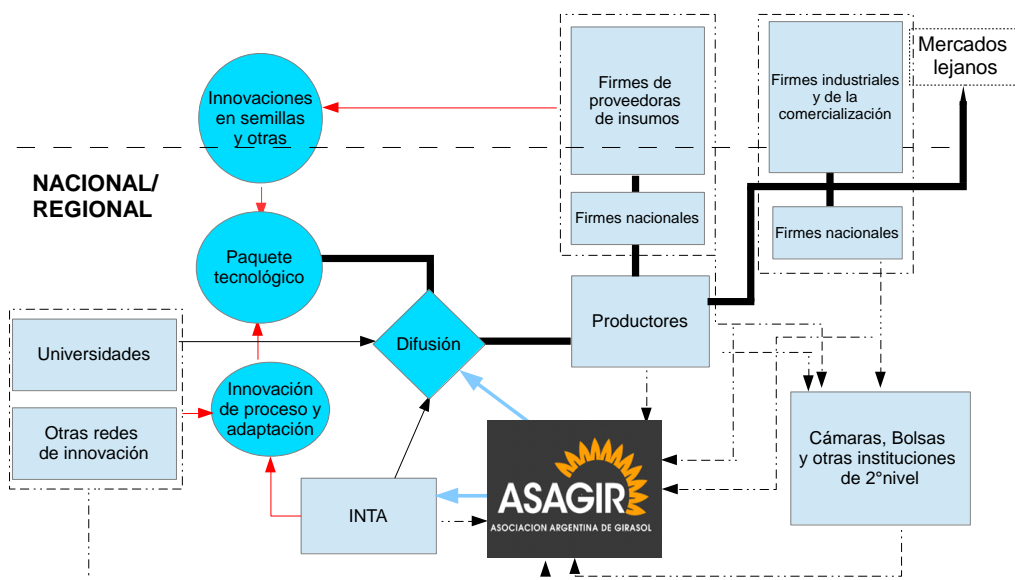 Mercados
lejanos
Innovaciones
en semillas
y otras
Firmes de
proveedoras
de insumos
Firmes industriales
y de la
comercialización
NACIONAL/
REGIONAL
Firmes nacionales
Firmes nacionales
Paquete
tecnológico
Productores
Difusión
Universidades
Innovación
de proceso y
adaptación
Otras redes
de innovación
Cámaras, Bolsas
y otras instituciones
de 2°nivel
INTA
ASAGIR
ASOCIACION ARGENTINA DE GIRASOL